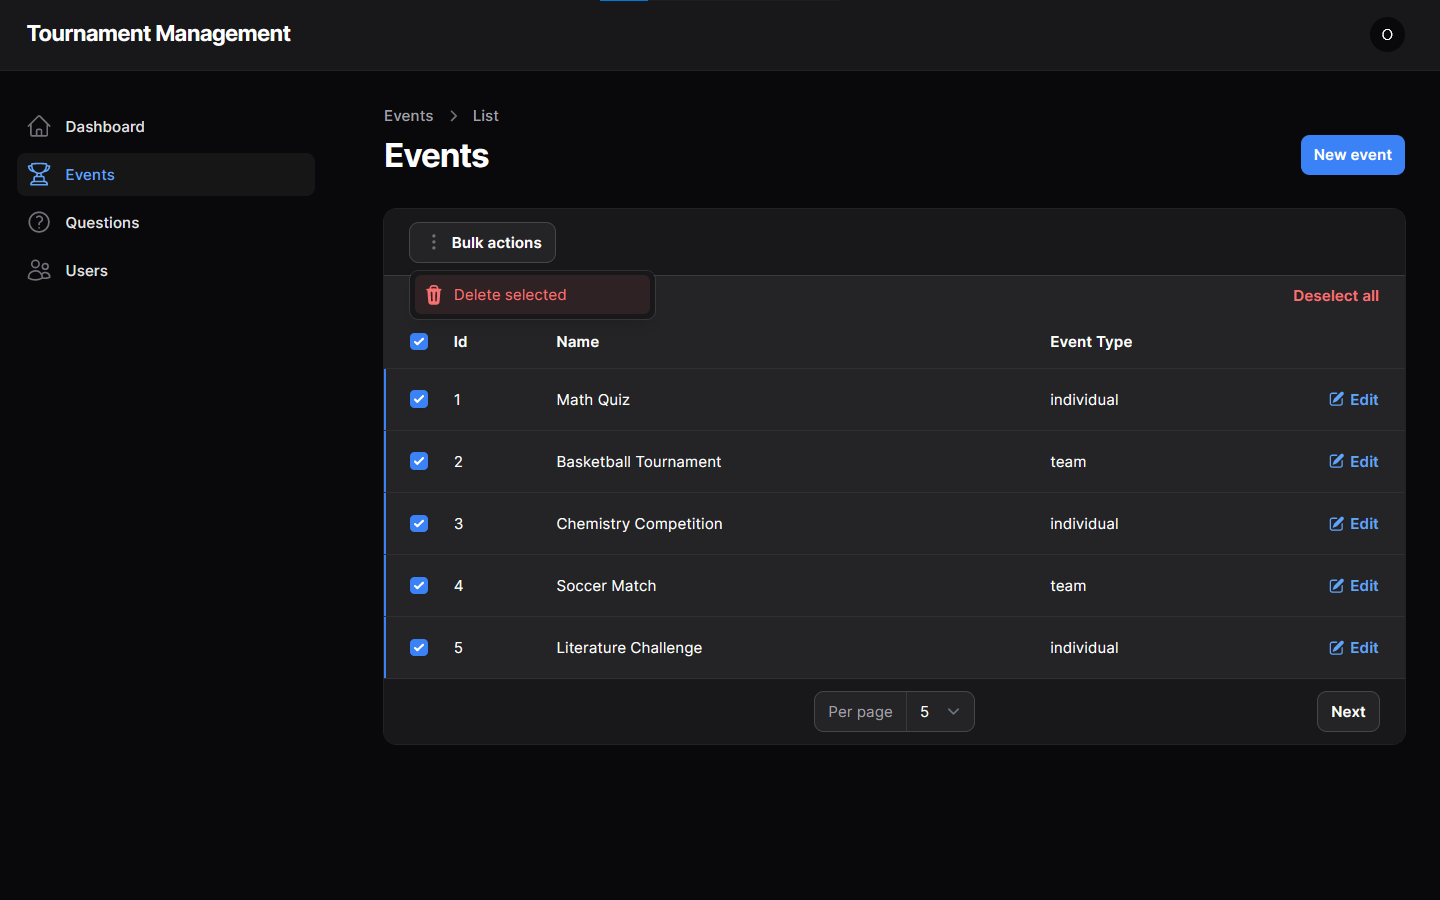 Tournament Management
O
Dashboard
Events
Questions
Users
Events > List
Events
New event
Bulk actions
Delete selected
Deselect all
Id Name Event Type
1 Math Quiz individual Edit
2 Basketball Tournament team Edit
3 Chemistry Competition individual Edit
4 Soccer Match team Edit
5 Literature Challenge individual Edit
Per page 5
Next